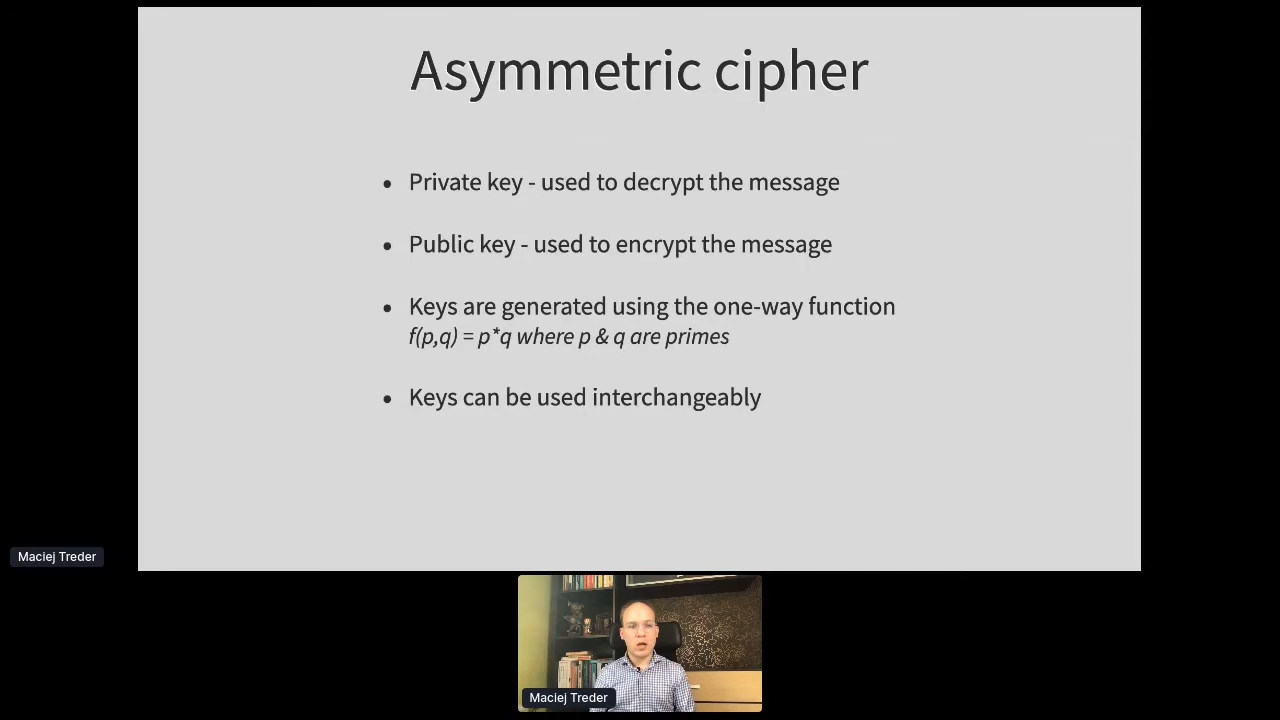 Asymmetric cipher
• Private key - used to decrypt the message
• Public key - used to encrypt the message
• Keys are generated using the one-way function
f(p,q) = p*q where p & q are primes
• Keys can be used interchangeably
Maciej Treder
Maciej Treder